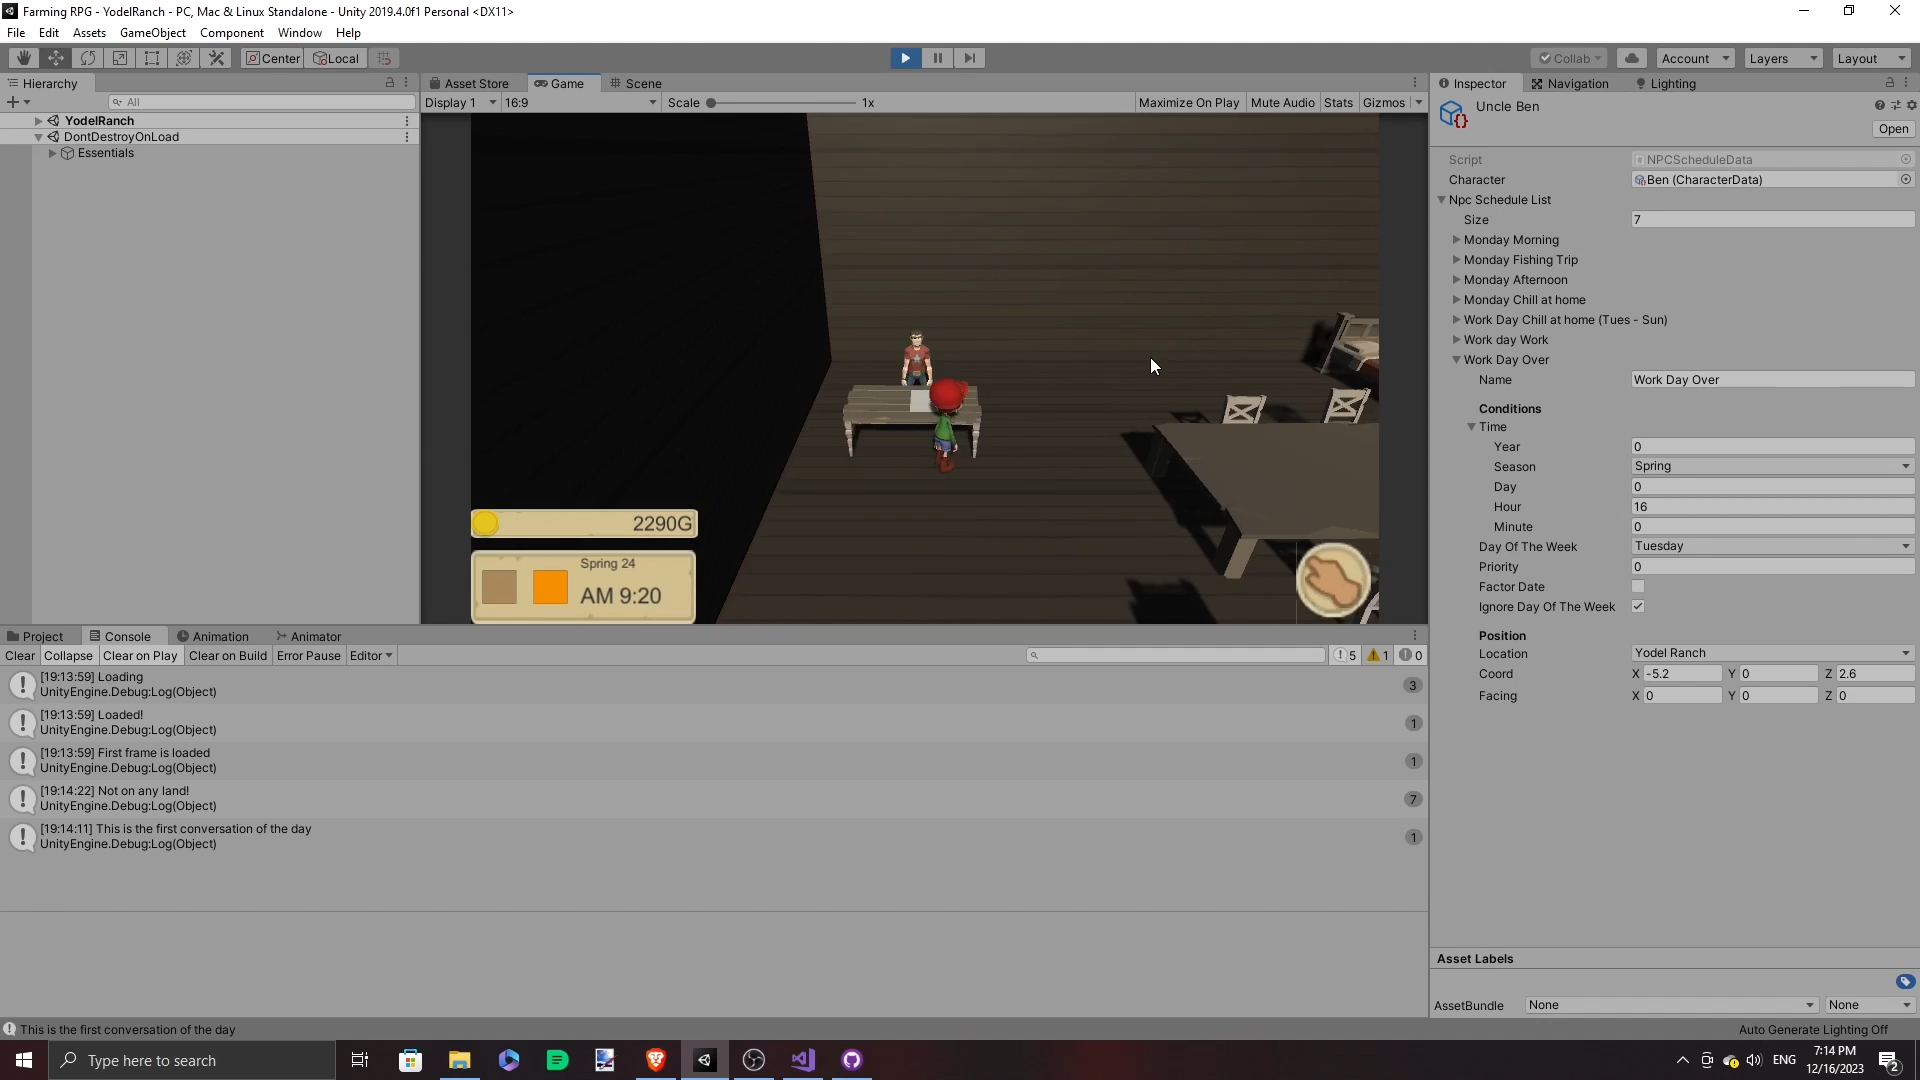 Farming RPG - YodelRanch - PC, Mac & Linux Standalone - Unity 2019.4.0f1 Personal <DX11>
File Edit Assets GameObject Component Window Help
Center Local Collab Account Layers Layout
Hierarchy
All
YodelRanch
DontDestroyOnLoad
Essentials
Asset Store Game Scene
Display 1 16:9 Scale 1x Maximize On Play Mute Audio Stats Gizmos
2290G
Spring 24
AM 9:20
Inspector Navigation Lighting
Uncle Ben
Open
Script NPCScheduleData
Character Ben (CharacterData)
Npc Schedule List
Size 7
Monday Morning
Monday Fishing Trip
Monday Afternoon
Monday Chill at home
Work Day Chill at home (Tues - Sun)
Work day Work
Work Day Over
Name Work Day Over
Conditions
Time
Year 0
Season Spring
Day 0
Hour 16
Minute 0
Day Of The Week Tuesday
Priority 0
Factor Date
Ignore Day Of The Week
Position
Location Yodel Ranch
Coord X -5.2 Y 0 Z 2.6
Facing X 0 Y 0 Z 0
Asset Labels
AssetBundle None None
Project Console Animation Animator
Clear Collapse Clear on Play Clear on Build Error Pause Editor 5 1 0
[19:13:59] Loading
UnityEngine.Debug:Log(Object) 3
[19:13:59] Loaded!
UnityEngine.Debug:Log(Object) 1
[19:13:59] First frame is loaded
UnityEngine.Debug:Log(Object) 1
[19:14:22] Not on any land!
UnityEngine.Debug:Log(Object) 7
[19:14:11] This is the first conversation of the day
UnityEngine.Debug:Log(Object) 1
This is the first conversation of the day
Auto Generate Lighting Off
Type here to search
ENG
7:14 PM
12/16/2023
2